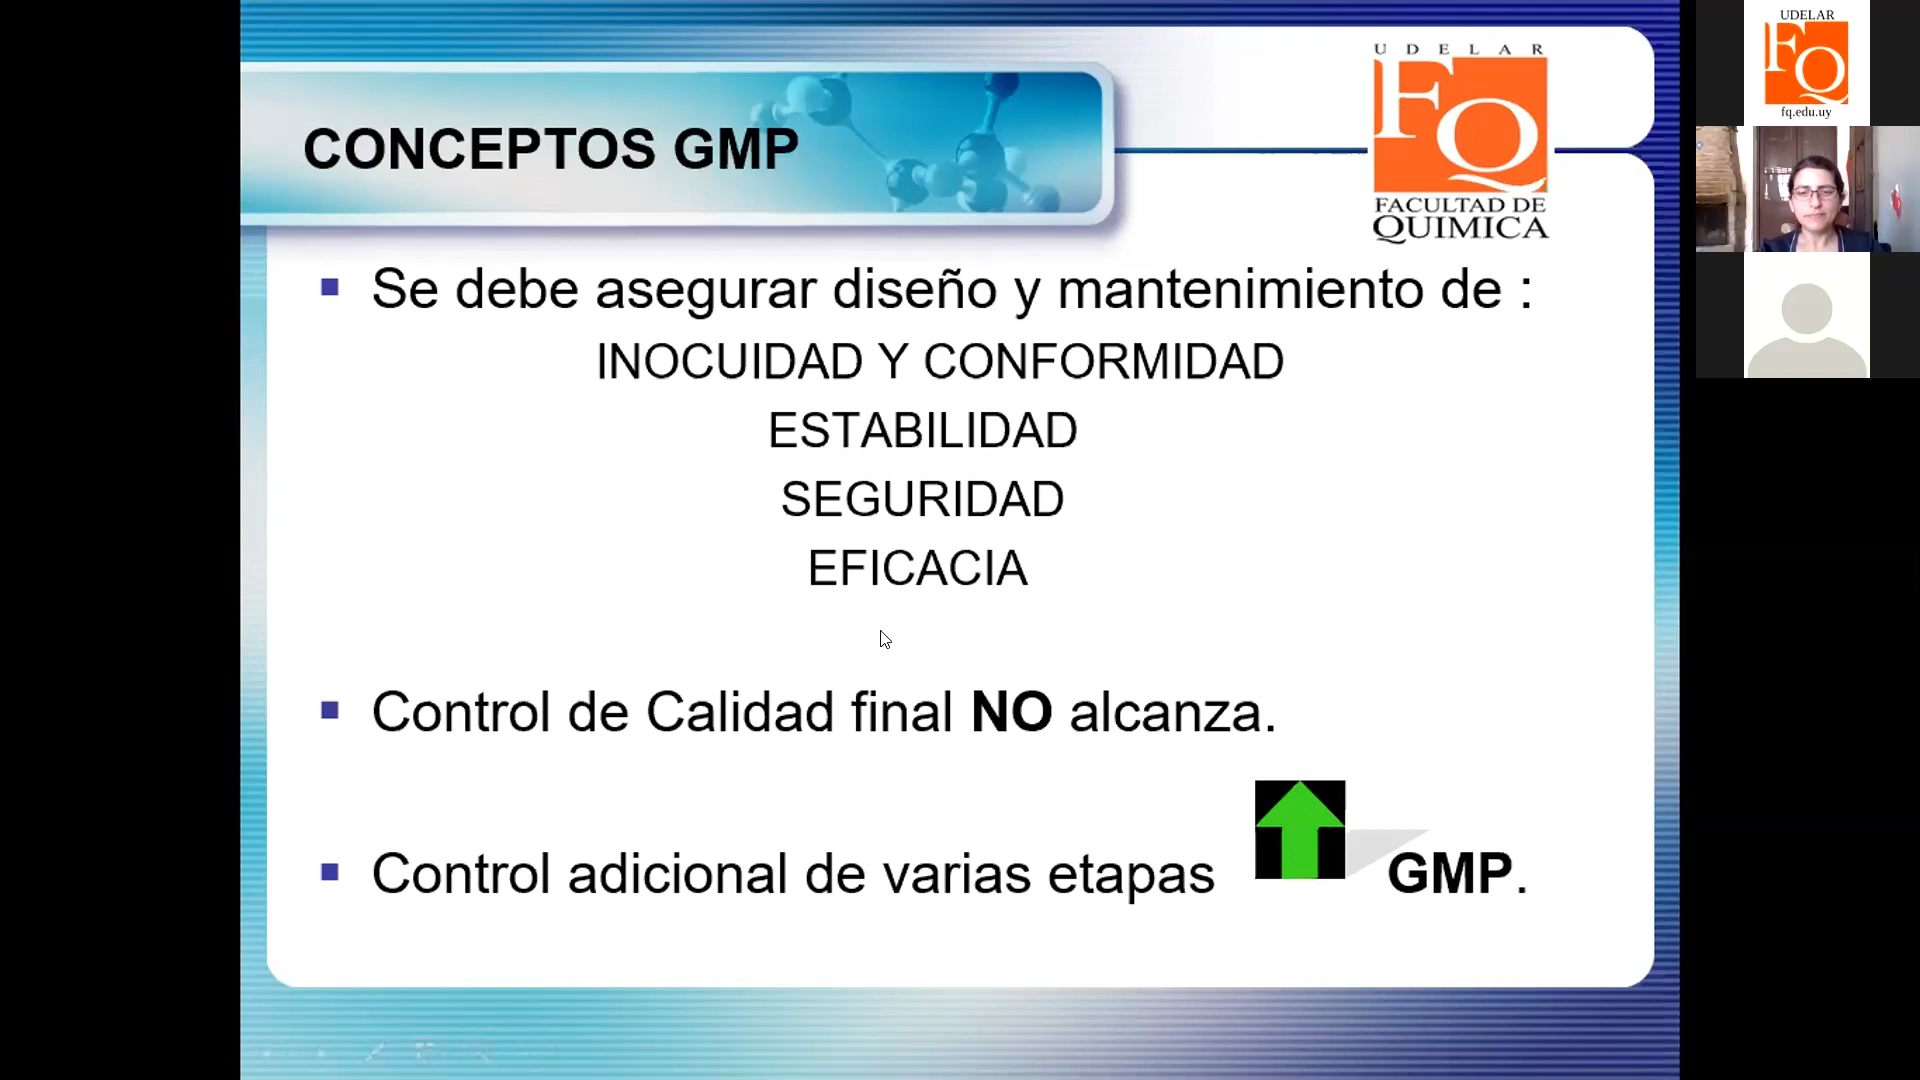 CONCEPTOS GMP
UDELAR
FQ
FACULTAD DE
QUIMICA
Se debe asegurar diseño y mantenimiento de :
INOCUIDAD Y CONFORMIDAD
ESTABILIDAD
SEGURIDAD
EFICACIA
Control de Calidad final NO alcanza.
Control adicional de varias etapas GMP.
UDELAR
FQ
fq.edu.uy